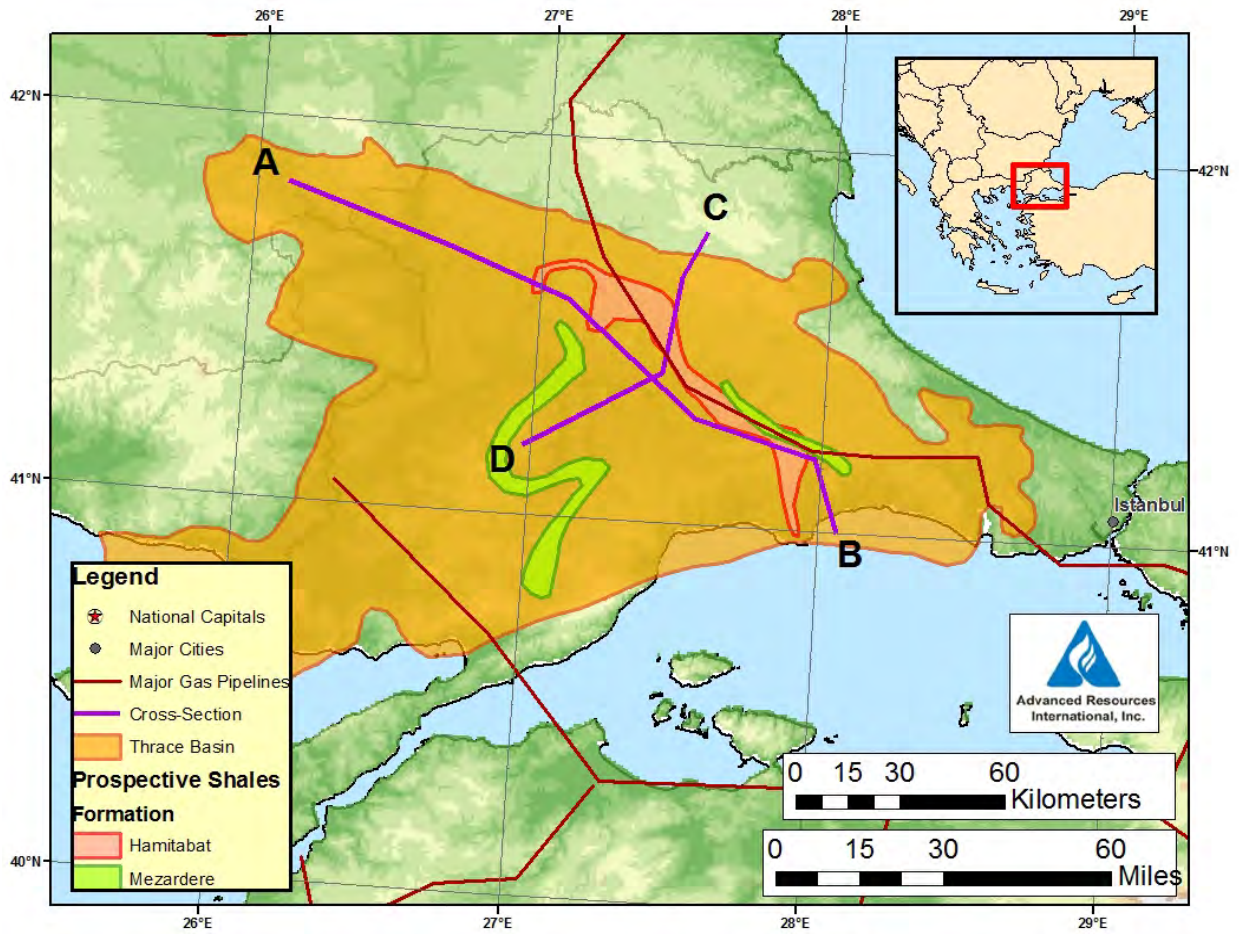 26°E 27°E 28°E 29°E
42°N
42°N
A
C
D
B
41°N
41°N
Istanbul
Legend
National Capitals
Major Cities
Major Gas Pipelines
Cross-Section
Thrace Basin
Prospective Shales
Formation
Hamitabat
Mezardere
Advanced Resources
International, Inc.
0 15 30 60
Kilometers
0 15 30 60
Miles
40°N
40°N
26°E 27°E 28°E 29°E